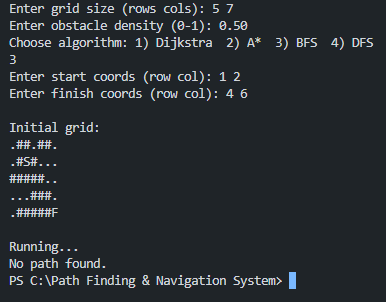 Enter grid size (rows cols): 5 7
Enter obstacle density (0-1): 0.50
Choose algorithm: 1) Dijkstra  2) A*  3) BFS  4) DFS
3
Enter start coords (row col): 1 2
Enter finish coords (row col): 4 6

Initial grid:
.##.##.
.#S#...
#####..
...###.
.#####F

Running...
No path found.
PS C:\Path Finding & Navigation System>